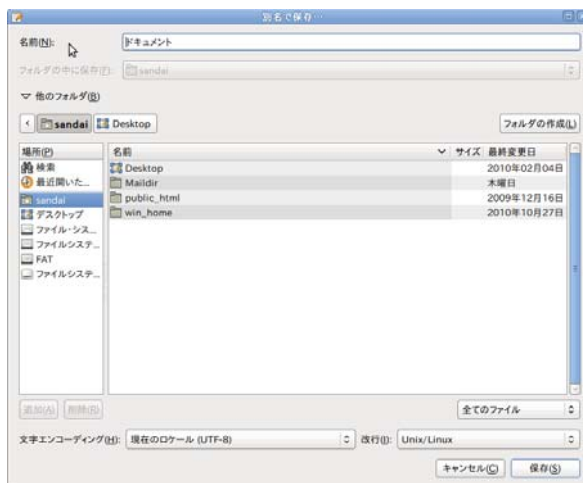 別名で保存…
名前(N): ドキュメント
フォルダの中に保存(F): sandai
他のフォルダ(B)
sandai Desktop フォルダの作成(L)
場所(P) 名前 サイズ 最終変更日
検索 Desktop 2010年02月04日
最近開いた... Maildir 木曜日
sandai public_html 2009年12月16日
デスクトップ win_home 2010年10月27日
ファイル・シス...
ファイルシステ...
FAT
ファイルシステ...
追加(A) 削除(R) 全てのファイル
文字エンコーディング(H): 現在のロケール (UTF-8) 改行(I): Unix/Linux
キャンセル(C) 保存(S)